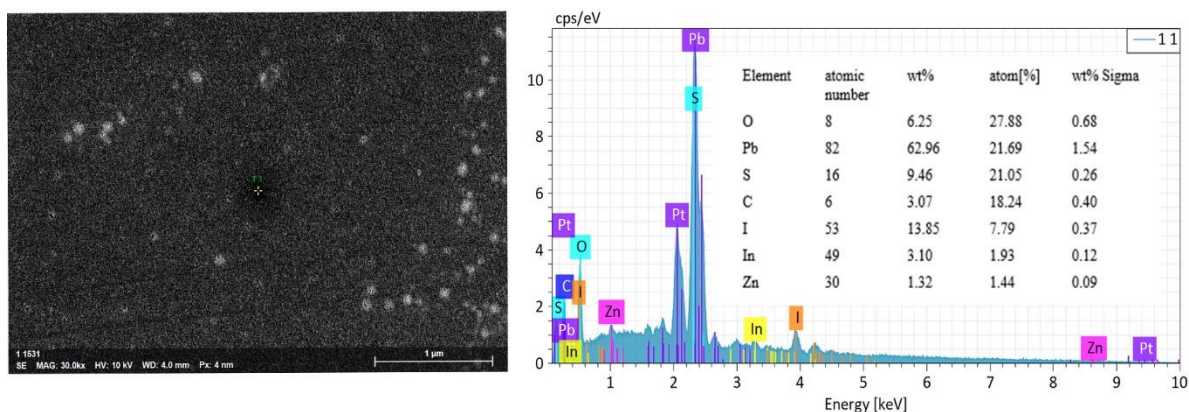 1 1531
SE MAG: 30.0kx HV: 10 kV WD: 4.0 mm Px: 4 nm
1 µm
cps/eV
1 1
Element atomic number wt% atom[%] wt% Sigma
O 8 6.25 27.88 0.68
Pb 82 62.96 21.69 1.54
S 16 9.46 21.05 0.26
C 6 3.07 18.24 0.40
I 53 13.85 7.79 0.37
In 49 3.10 1.93 0.12
Zn 30 1.32 1.44 0.09
Pb
S
Pt
Pt
O
C
I
S
Pb
In
Zn
In
I
Zn
Pt
10
8
6
4
2
0
1 2 3 4 5 6 7 8 9 10
Energy [keV]